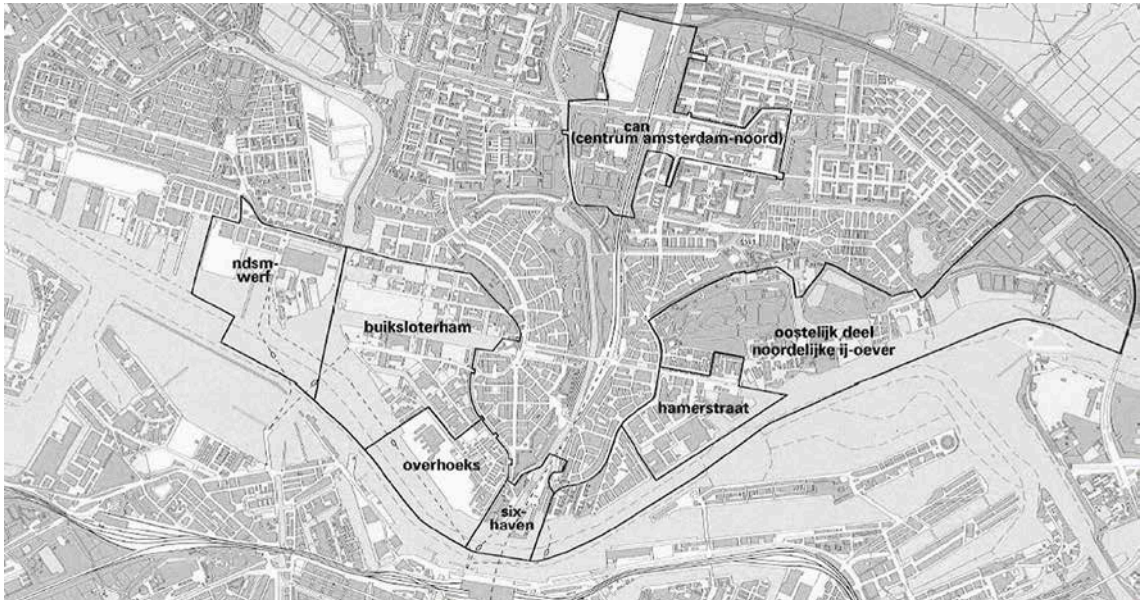 can
(centrum amsterdam-noord)
ndsm-
werf
buiksloterham
oostelijk deel
noordelijke ij-oever
hamerstraat
overhoeks
six-
haven